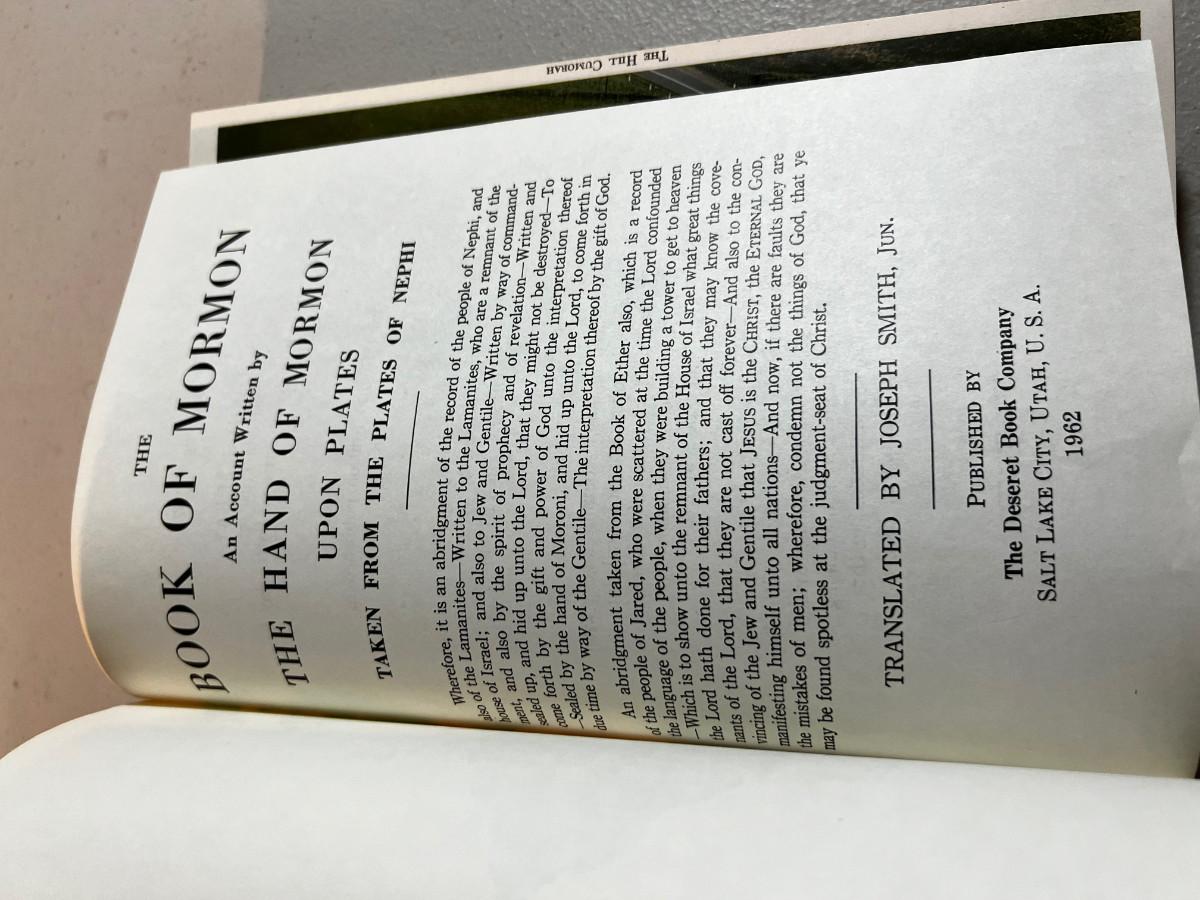 THE
BOOK OF MORMON
An Account Written by
THE HAND OF MORMON
UPON PLATES
TAKEN FROM THE PLATES OF NEPHI
Wherefore, it is an abridgment of the record of the people of Nephi, and
also of the Lamanites—Written to the Lamanites, who are a remnant of the
house of Israel; and also to Jew and Gentile—Written by way of command-
ment, and also by the spirit of prophecy and of revelation—Written and
sealed up, and hid up unto the Lord, that they might not be destroyed—To
come forth by the gift and power of God unto the interpretation thereof
—Sealed by the hand of Moroni, and hid up unto the Lord, to come forth in
due time by way of the Gentile—The interpretation thereof by the gift of God.
An abridgment taken from the Book of Ether also, which is a record
of the people of Jared, who were scattered at the time the Lord confounded
the language of the people, when they were building a tower to get to heaven
—Which is to show unto the remnant of the House of Israel what great things
the Lord hath done for their fathers; and that they may know the cove-
nants of the Lord, that they are not cast off forever—And also to the con-
vincing of the Jew and Gentile that JESUS is the CHRIST, the ETERNAL GOD,
manifesting himself unto all nations—And now, if there are faults they are
the mistakes of men; wherefore, condemn not the things of God, that ye
may be found spotless at the judgment-seat of Christ.
TRANSLATED BY JOSEPH SMITH, JUN.
PUBLISHED BY
The Deseret Book Company
SALT LAKE CITY, UTAH, U. S. A.
1962
THE HILL CUMORAH